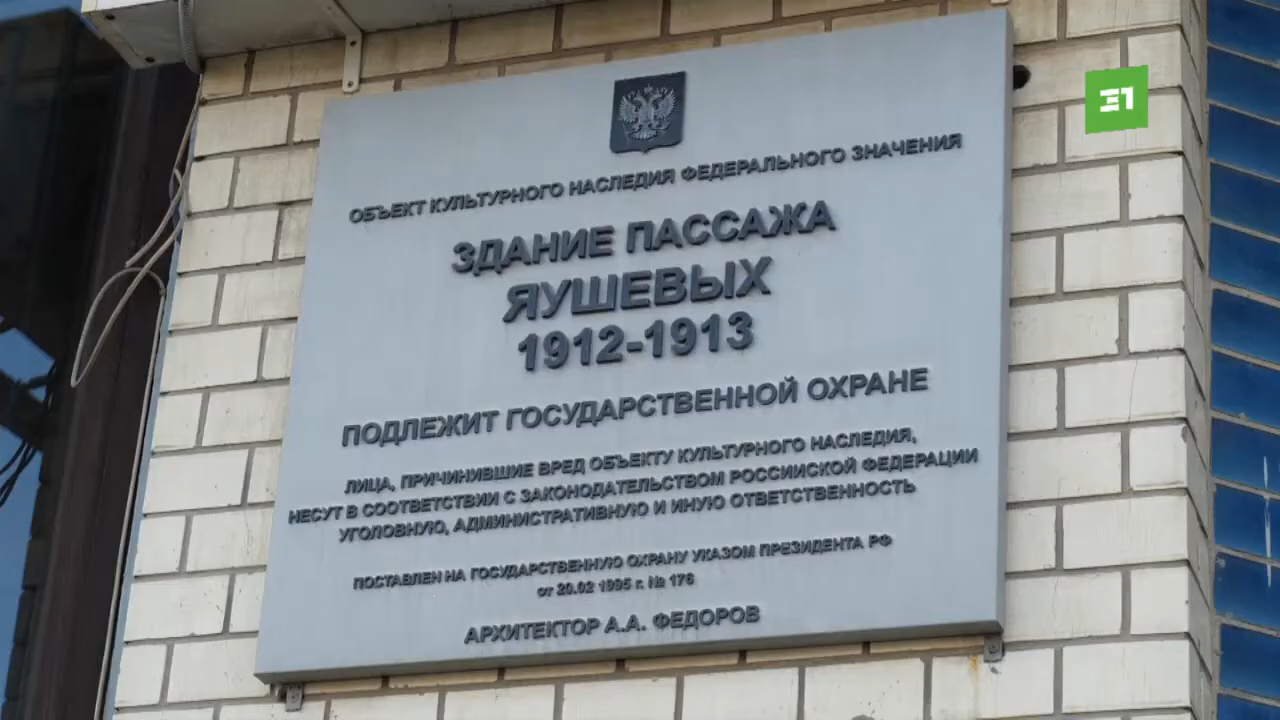 ОБЪЕКТ КУЛЬТУРНОГО НАСЛЕДИЯ ФЕДЕРАЛЬНОГО ЗНАЧЕНИЯ
ЗДАНИЕ ПАССАЖА
ЯУШЕВЫХ
1912-1913
ПОДЛЕЖИТ ГОСУДАРСТВЕННОЙ ОХРАНЕ
ЛИЦА, ПРИЧИНИВШИЕ ВРЕД ОБЪЕКТУ КУЛЬТУРНОГО НАСЛЕДИЯ,
НЕСУТ В СООТВЕТСТВИИ С ЗАКОНОДАТЕЛЬСТВОМ РОССИИСКОЙ ФЕДЕРАЦИИ
УГОЛОВНУЮ, АДМИНИСТРАТИВНУЮ И ИНУЮ ОТВЕТСТВЕННОСТЬ
ПОСТАВЛЕН НА ГОСУДАРСТВЕННУЮ ОХРАНУ УКАЗОМ ПРЕЗИДЕНТА РФ
от 20.02 1995 г. № 176
АРХИТЕКТОР А.А. ФЕДОРОВ
31